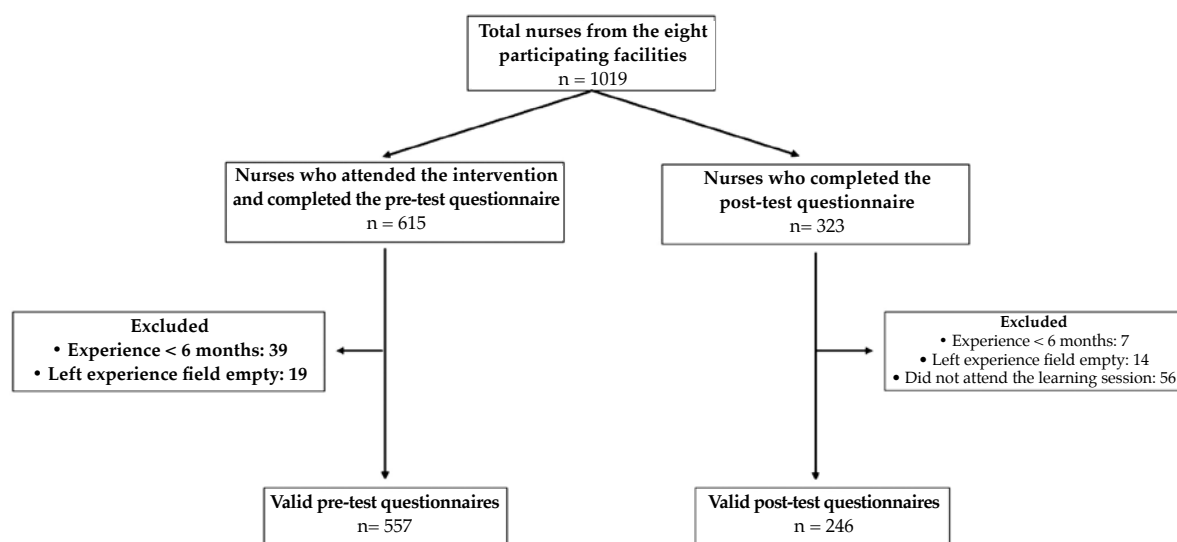 Total nurses from the eight
participating facilities
n = 1019
Nurses who attended the intervention
and completed the pre-test questionnaire
n = 615
Nurses who completed the
post-test questionnaire
n= 323
Excluded
• Experience < 6 months: 39
• Left experience field empty: 19
Excluded
• Experience < 6 months: 7
• Left experience field empty: 14
• Did not attend the learning session: 56
Valid pre-test questionnaires
n= 557
Valid post-test questionnaires
n = 246